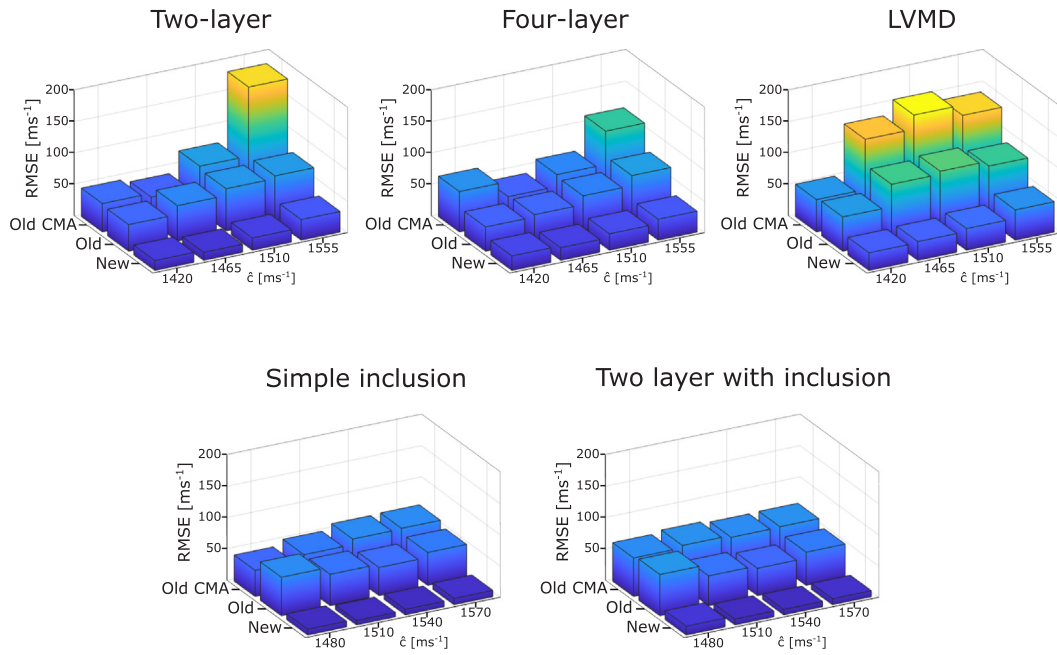 Two-layer
Four-layer
LVMD
RMSE [ms⁻¹]
200
150
100
50
Old CMA
Old
New
1420
1465
1510
1555
ĉ [ms⁻¹]
RMSE [ms⁻¹]
200
150
100
50
Old CMA
Old
New
1420
1465
1510
1555
ĉ [ms⁻¹]
RMSE [ms⁻¹]
200
150
100
50
Old CMA
Old
New
1420
1465
1510
1555
ĉ [ms⁻¹]
Simple inclusion
Two layer with inclusion
RMSE [ms⁻¹]
200
150
100
50
Old CMA
Old
New
1480
1510
1540
1570
ĉ [ms⁻¹]
RMSE [ms⁻¹]
200
150
100
50
Old CMA
Old
New
1480
1510
1540
1570
ĉ [ms⁻¹]